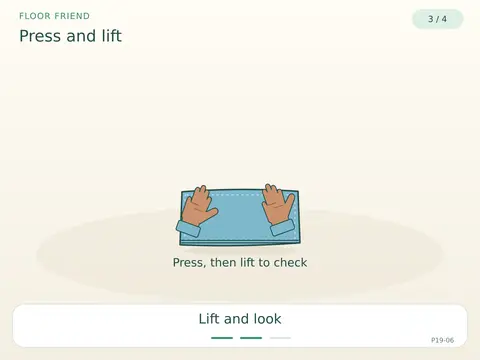 FLOOR FRIEND
Press and lift
3 / 4
Press, then lift to check
Lift and look
P19-06